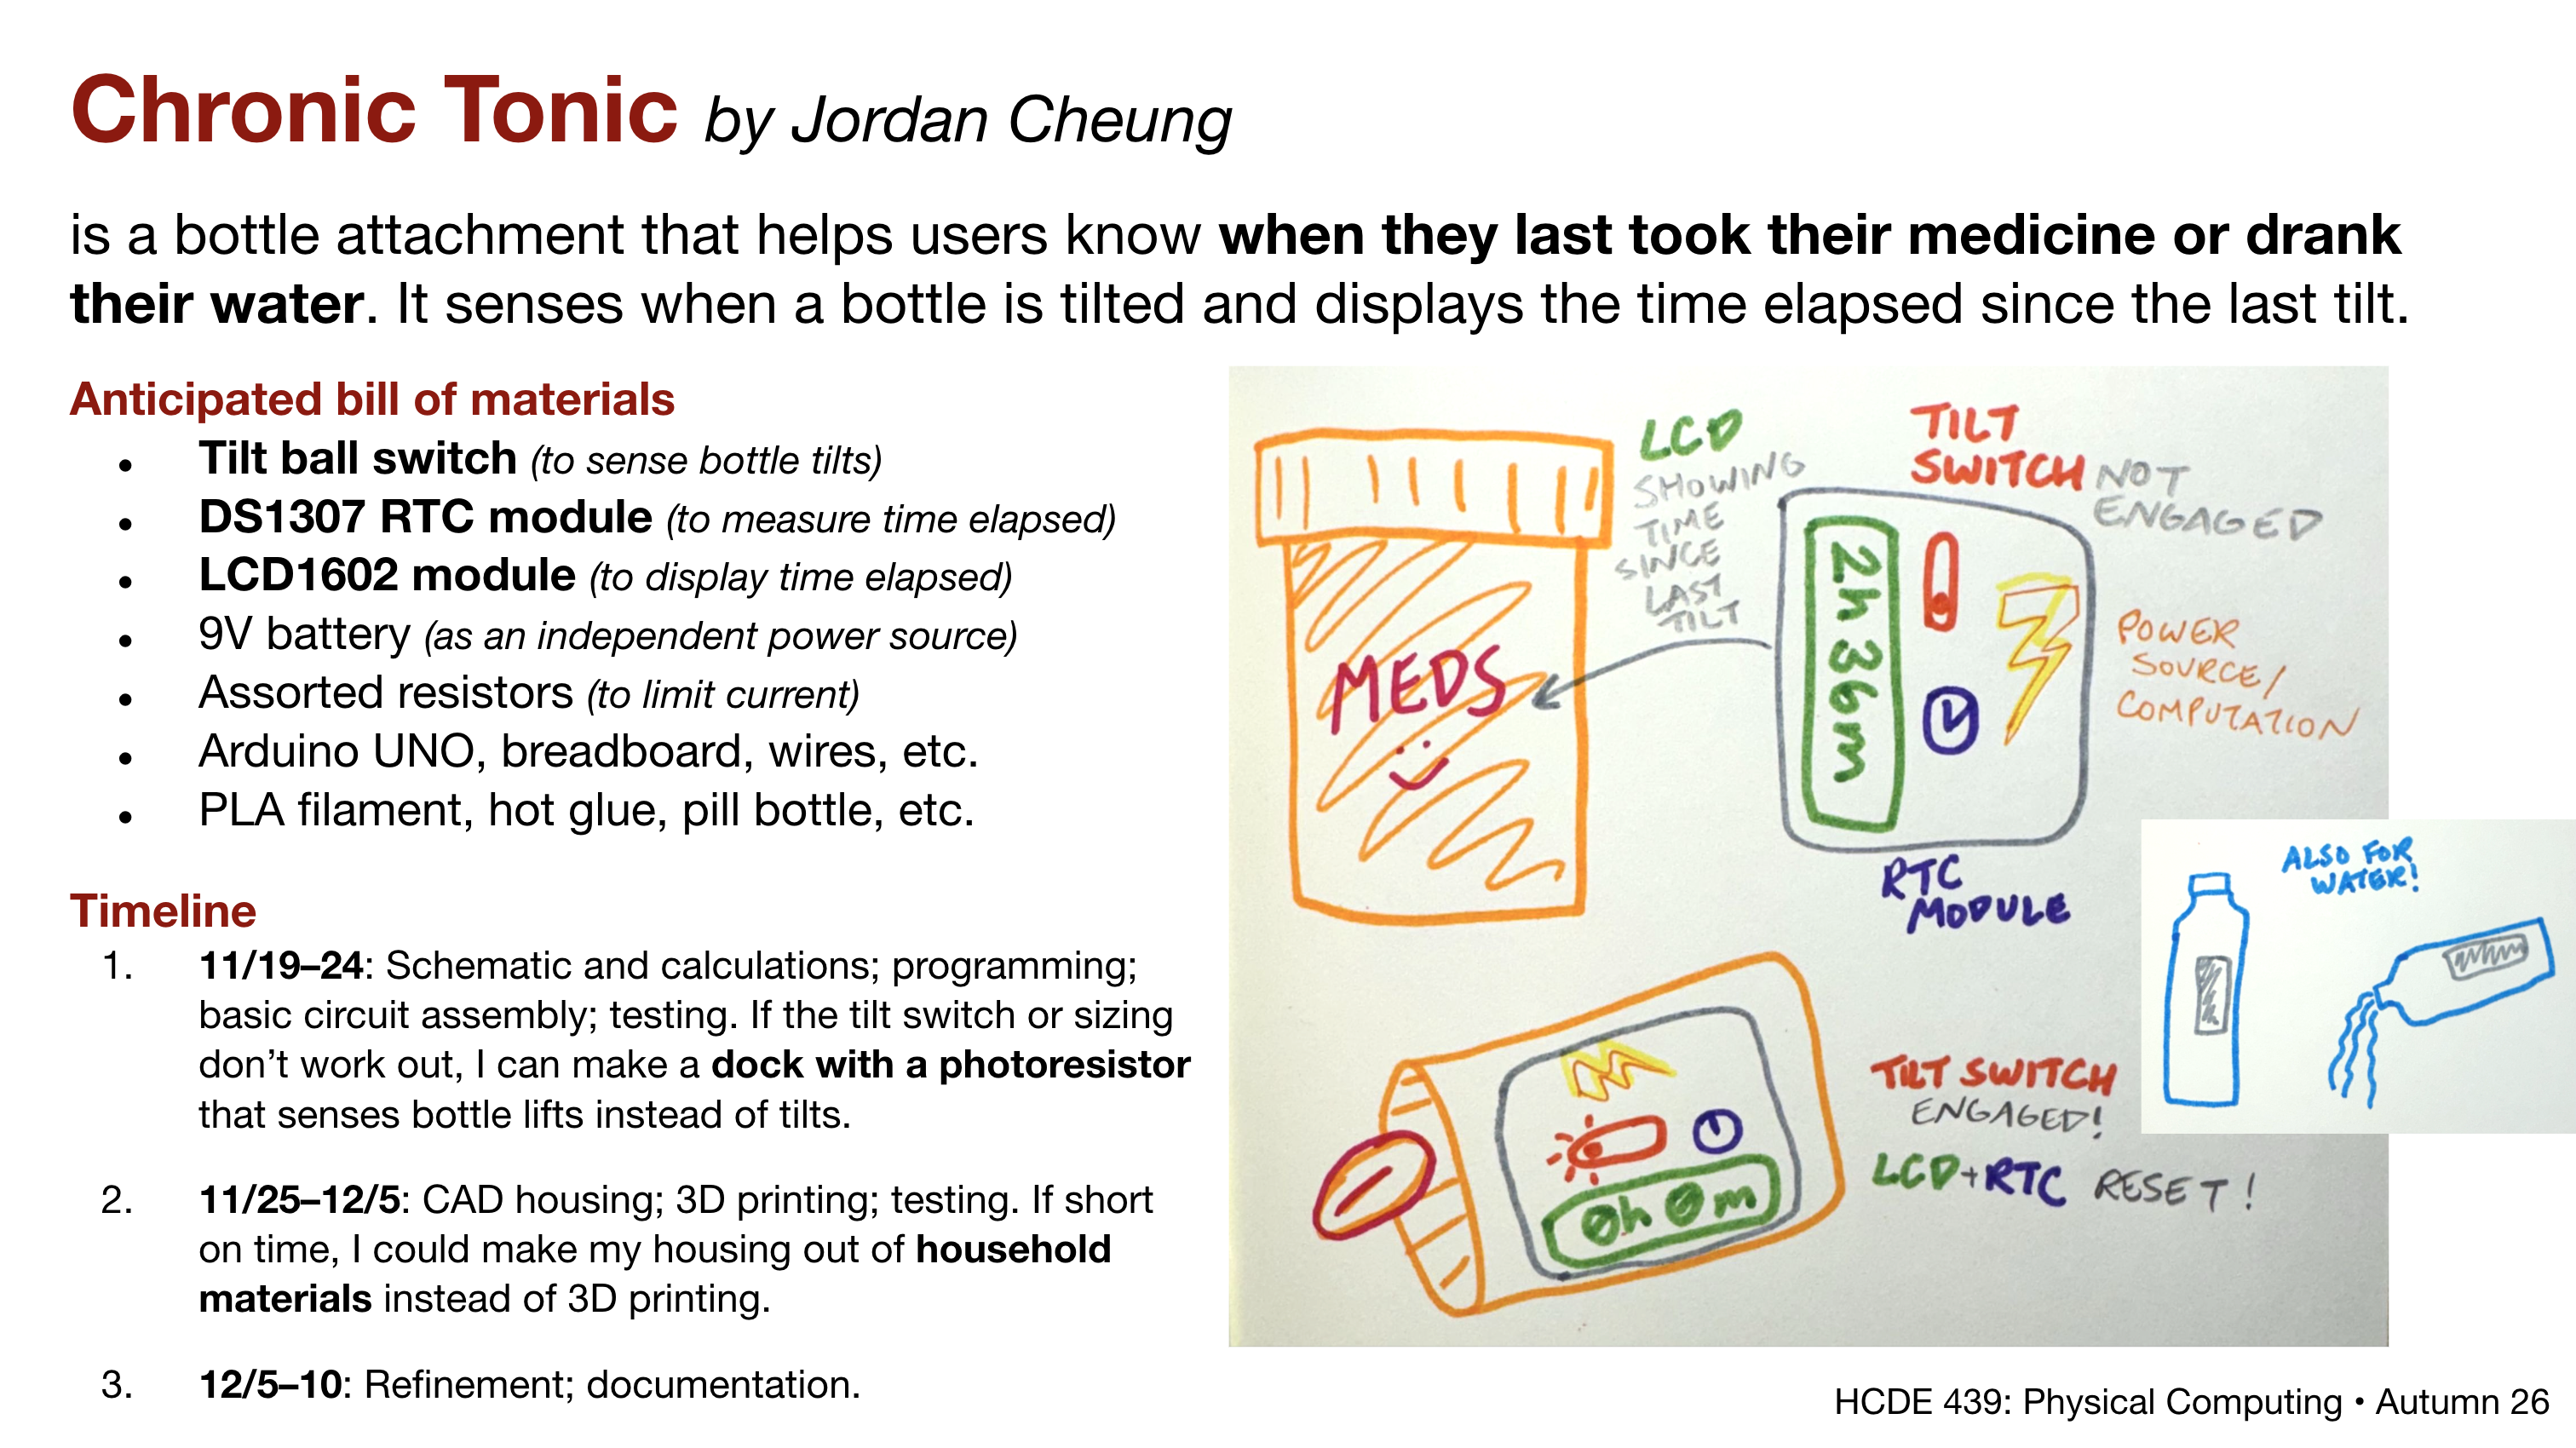 Chronic Tonic by Jordan Cheung
is a bottle attachment that helps users know when they last took their medicine or drank
their water. It senses when a bottle is tilted and displays the time elapsed since the last tilt.
Anticipated bill of materials
• Tilt ball switch (to sense bottle tilts)
• DS1307 RTC module (to measure time elapsed)
• LCD1602 module (to display time elapsed)
• 9V battery (as an independent power source)
• Assorted resistors (to limit current)
• Arduino UNO, breadboard, wires, etc.
• PLA filament, hot glue, pill bottle, etc.
Timeline
1. 11/19–24: Schematic and calculations; programming;
basic circuit assembly; testing. If the tilt switch or sizing
don’t work out, I can make a dock with a photoresistor
that senses bottle lifts instead of tilts.
2. 11/25–12/5: CAD housing; 3D printing; testing. If short
on time, I could make my housing out of household
materials instead of 3D printing.
3. 12/5–10: Refinement; documentation.
MEDS
LCD
SHOWING
TIME
SINCE
LAST
TILT
TILT
SWITCH NOT
ENGAGED
2h 36m
POWER
SOURCE/
COMPUTATION
RTC
MODULE
ALSO FOR
WATER!
0h 0m
TILT SWITCH
ENGAGED!
LCD+RTC RESET!
HCDE 439: Physical Computing • Autumn 26